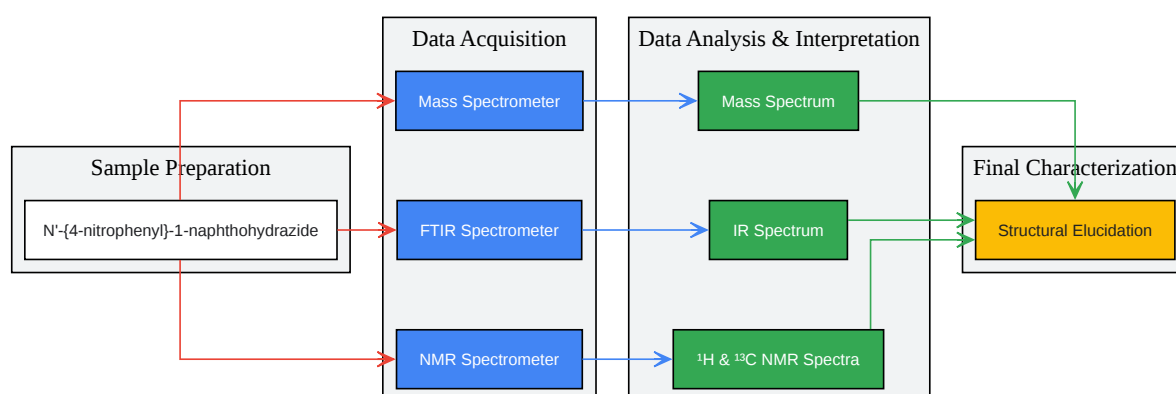 Sample Preparation
N'-{4-nitrophenyl}-1-naphthohydrazide
Data Acquisition
Mass Spectrometer
FTIR Spectrometer
NMR Spectrometer
Data Analysis & Interpretation
Mass Spectrum
IR Spectrum
¹H & ¹³C NMR Spectra
Final Characterization
Structural Elucidation